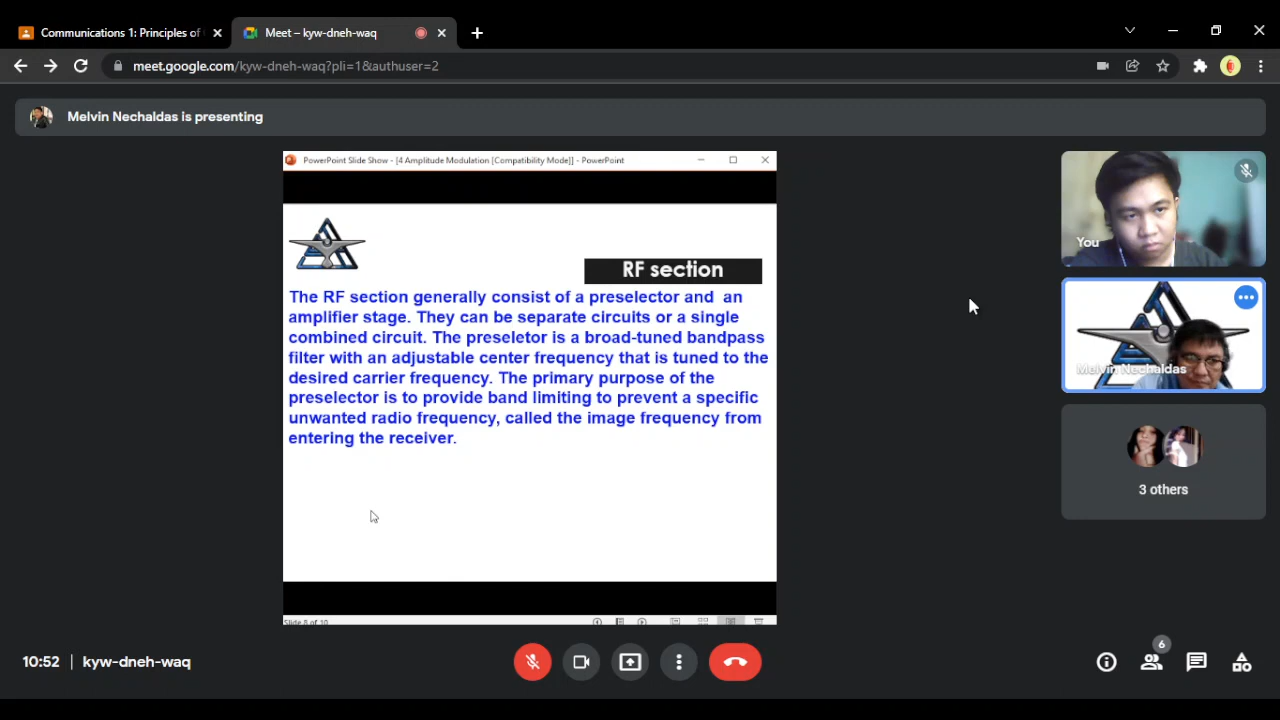 Communications 1: Principles of
Meet – kyw-dneh-waq
meet.google.com/kyw-dneh-waq?pli=1&authuser=2
Melvin Nechaldas is presenting
PowerPoint Slide Show - [4 Amplitude Modulation [Compatibility Mode]] - PowerPoint
RF section
The RF section generally consist of a preselector and an
amplifier stage. They can be separate circuits or a single
combined circuit. The preseletor is a broad-tuned bandpass
filter with an adjustable center frequency that is tuned to the
desired carrier frequency. The primary purpose of the
preselector is to provide band limiting to prevent a specific
unwanted radio frequency, called the image frequency from
entering the receiver.
Slide 8 of 10
You
Melvin Nechaldas
3 others
10:52 | kyw-dneh-waq
6